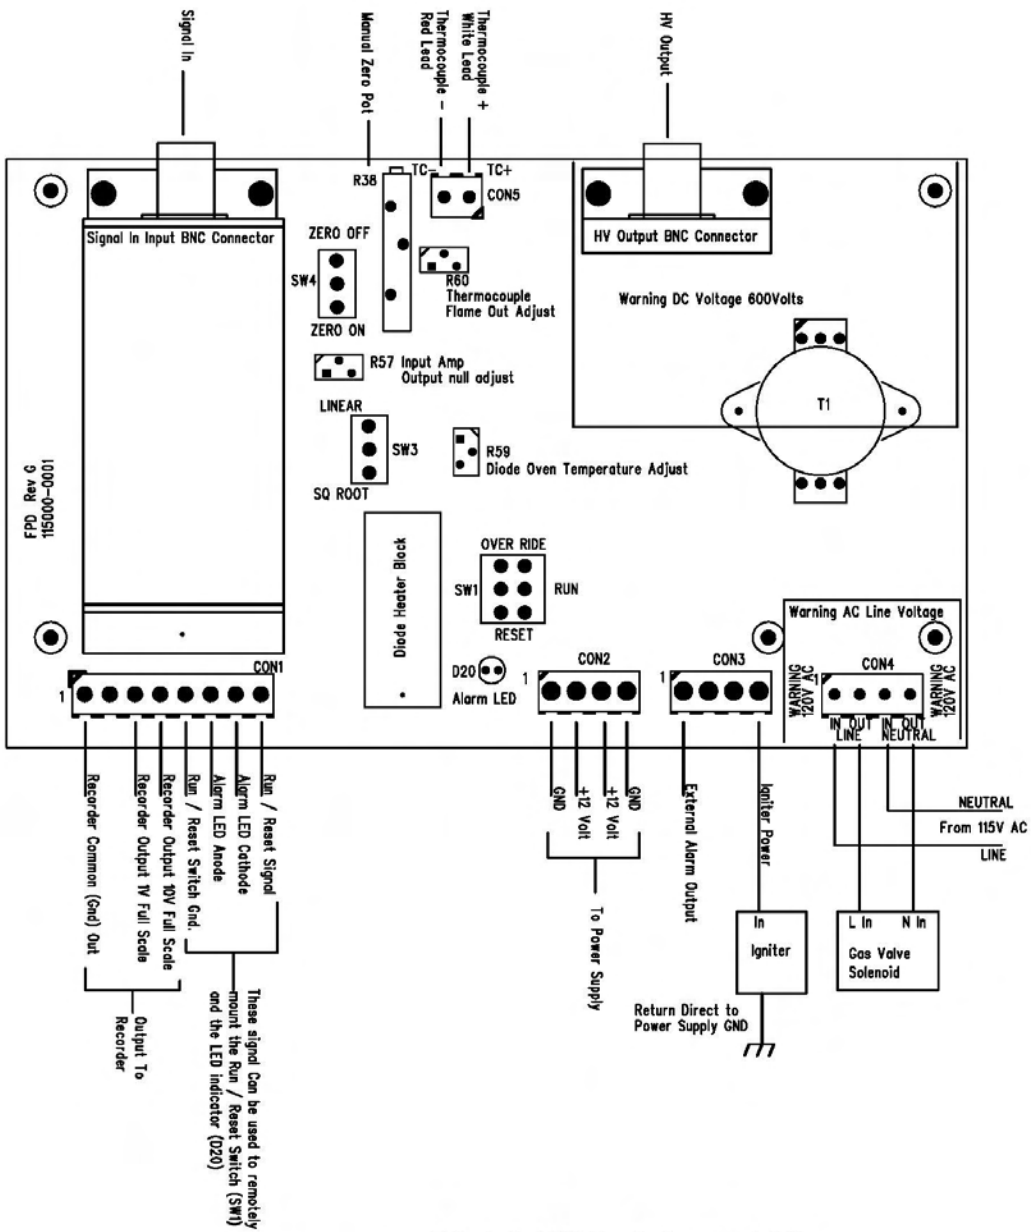 Signal In
Manual Zero Pot
Thermocouple -
Red Lead
Thermocouple +
White Lead
HV Output
R38
TC-
TC+
CON5
Signal In Input BNC Connector
ZERO OFF
SW4
ZERO ON
R60
Thermocouple
Flame Out Adjust
HV Output BNC Connector
Warning DC Voltage 600Volts
T1
R57 Input Amp
Output null adjust
LINEAR
SW3
SQ ROOT
R59
Diode Oven Temperature Adjust
FPD Rev G
115000-0001
Diode Heater Block
OVER RIDE
SW1
RUN
RESET
D20
Alarm LED
Warning AC Line Voltage
CON1
1
CON2
1
CON3
1
CON4
1
WARNING
120V AC
WARNING
120V AC
IN OUT IN OUT
LINE NEUTRAL
Recorder Common (Gnd) Out
Recorder Output 1V Full Scale
Recorder Output 10V Full Scale
Run / Reset Switch Gnd.
Alarm LED Anode
Alarm LED Cathode
Run / Reset Signal
GND
+12 Volt
+12 Volt
GND
To Power Supply
External Alarm Output
Igniter Power
NEUTRAL
From 115V AC
LINE
In
Igniter
L In N In
Gas Valve
Solenoid
Return Direct to
Power Supply GND
Output To
Recorder
These signal Can be used to remotely
mount the Run / Reset Switch (SW1)
and the LED indicator (D20)